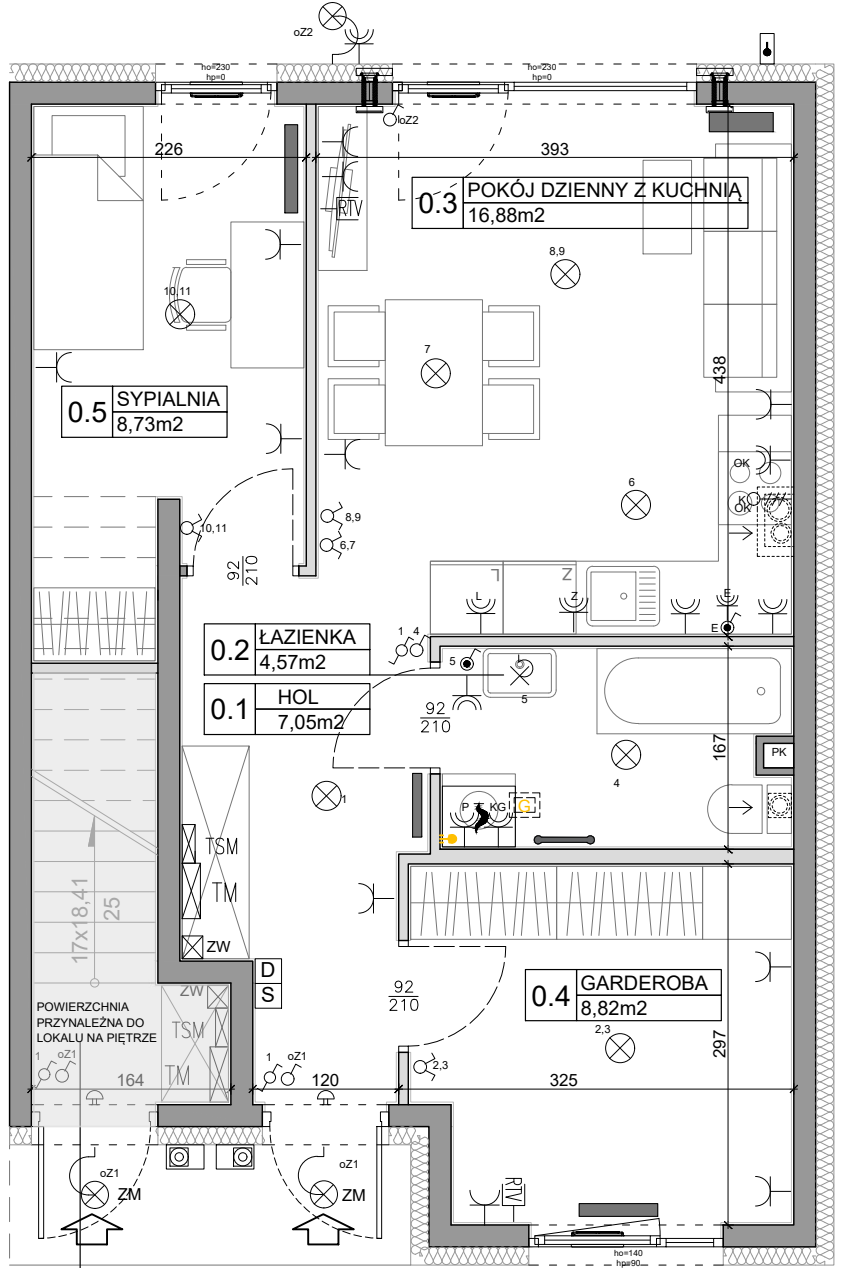 oZ2
ho=230
hp=0
ho=230
hp=0
oZ2
226
393
RTV
0.3
POKÓJ DZIENNY Z KUCHNIĄ
16,88m2
8,9
10,11
7
438
0.5
SYPIALNIA
8,73m2
OK
6
K
OK
10,11
8,9
6,7
92
210
Z
L
Z
E
E
0.2
ŁAZIENKA
4,57m2
1
4
5
5
0.1
HOL
7,05m2
92
210
167
PK
4
1
P
T
KG
G
TSM
TM
17x18,41
25
ZW
D
S
92
210
0.4
GARDEROBA
8,82m2
ZW
POWIERZCHNIA
PRZYNALEŻNA DO
LOKALU NA PIĘTRZE
TSM
TM
2,3
297
1
oZ1
1
oZ1
2,3
164
120
325
oZ1
ZM
oZ1
ZM
RTV
ho=140
hp=90